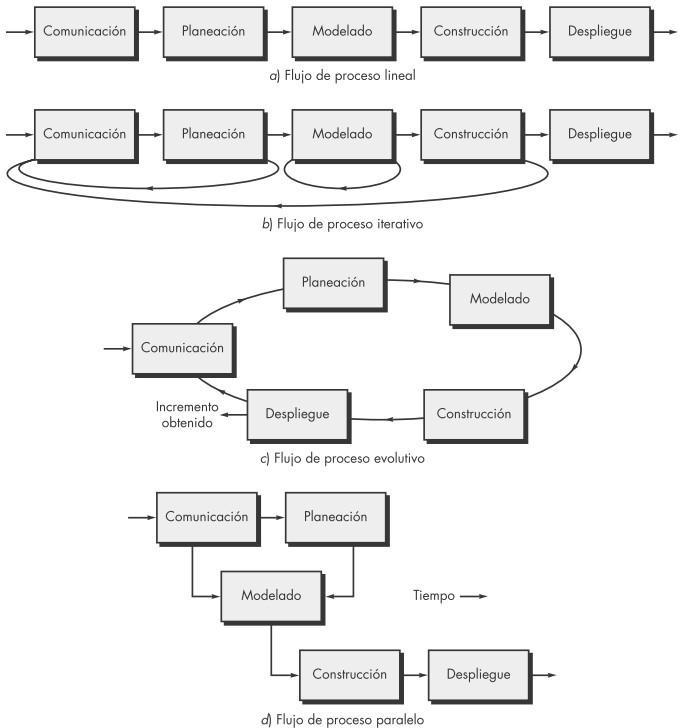 Comunicación Planeación Modelado Construcción Despliegue
a) Flujo de proceso lineal
Comunicación Planeación Modelado Construcción Despliegue
b) Flujo de proceso iterativo
Planeación
Modelado
Comunicación
Incremento
obtenido
Despliegue
Construcción
c) Flujo de proceso evolutivo
Comunicación Planeación
Modelado
Tiempo
Construcción Despliegue
d) Flujo de proceso paralelo